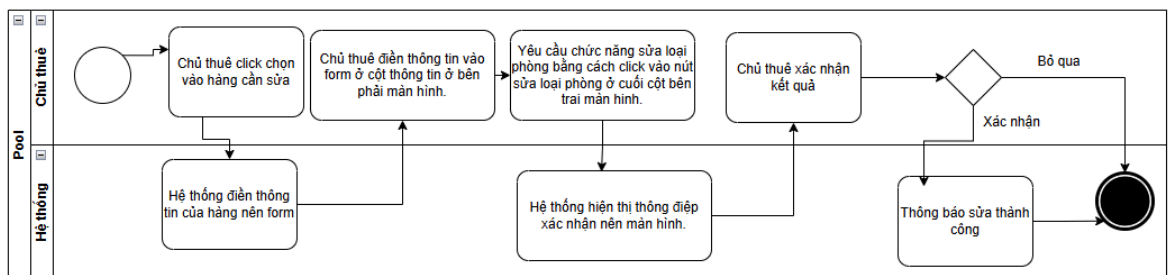 Pool
Chủ thuê
Hệ thống
Chủ thuê click chọn
vào hàng cần sửa
Chủ thuê điền thông tin vào
form ở cột thông tin ở bên
phải màn hình.
Yêu cầu chức năng sửa loại
phòng bằng cách click vào nút
sửa loại phòng ở cuối cột bên
trai màn hinh.
Chủ thuê xác nhận
kết quả
Bỏ qua
Xác nhận
Hệ thống điền thông
tin của hàng nên form
Hệ thống hiện thị thông điệp
xác nhận nên màn hình.
Thông báo sửa thành
công